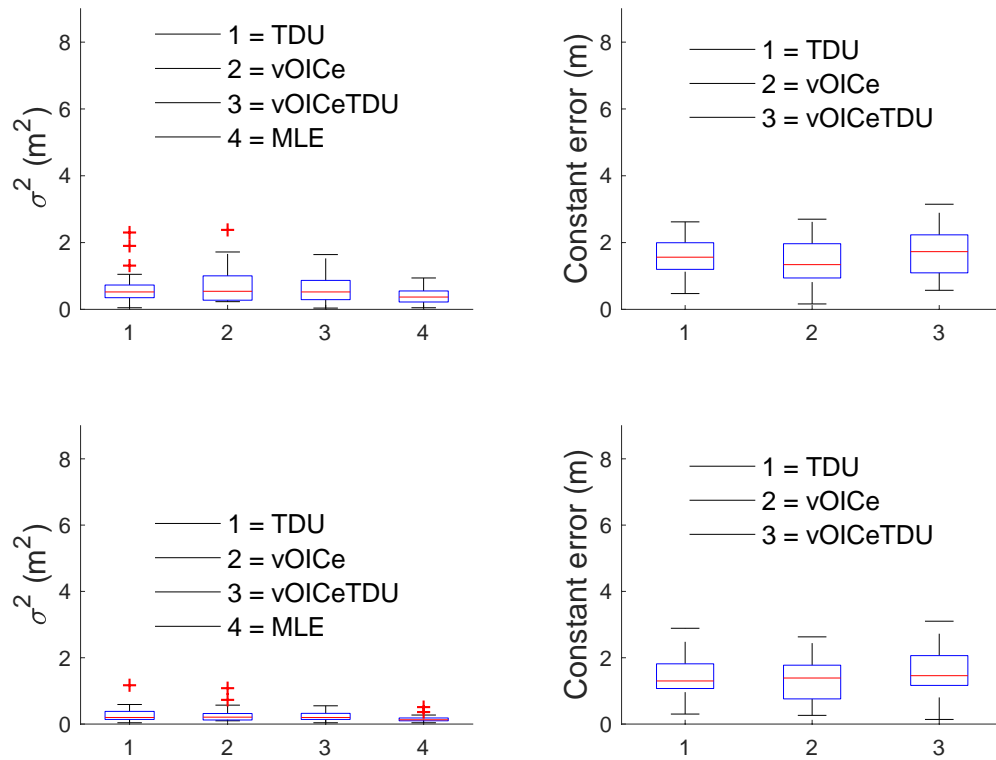 8
6
4
2
0
σ² (m²)
1 = TDU
2 = vOICe
3 = vOICeTDU
4 = MLE
1 2 3 4
8
6
4
2
0
Constant error (m)
1 = TDU
2 = vOICe
3 = vOICeTDU
1 2 3
8
6
4
2
0
σ² (m²)
1 = TDU
2 = vOICe
3 = vOICeTDU
4 = MLE
1 2 3 4
8
6
4
2
0
Constant error (m)
1 = TDU
2 = vOICe
3 = vOICeTDU
1 2 3